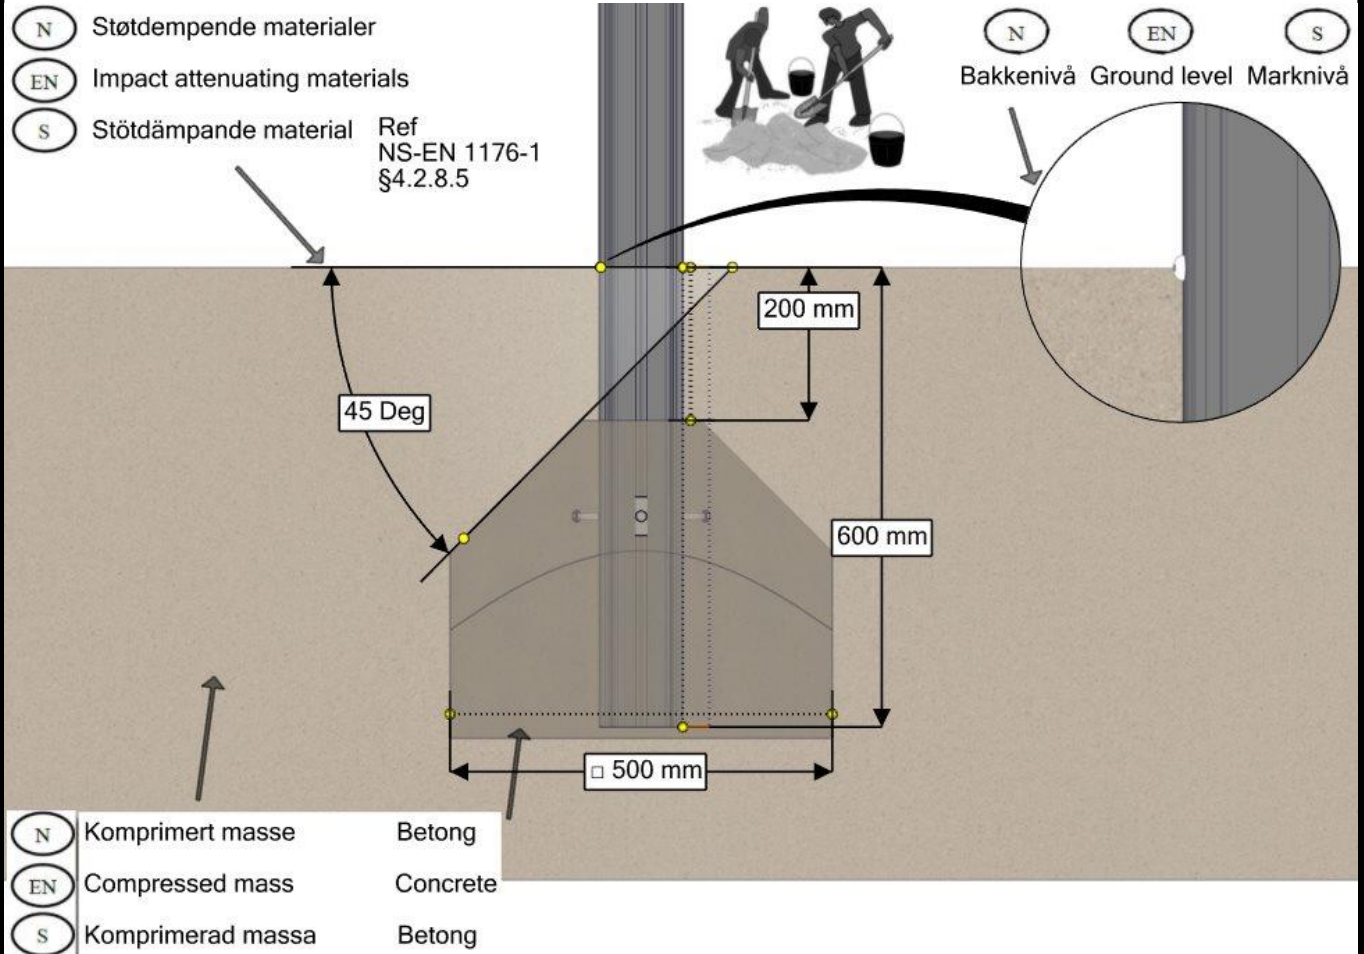 N Støtdempende materialer
EN Impact attenuating materials
S Stötdämpande material
Ref
NS-EN 1176-1
§4.2.8.5
N EN S
Bakkenivå Ground level Marknivå
200 mm
45 Deg
600 mm
□ 500 mm
N Komprimert masse Betong
EN Compressed mass Concrete
S Komprimerad massa Betong